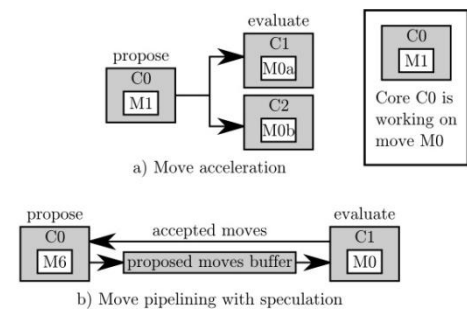 propose
C0
M1
evaluate
C1
M0a
C2
M0b
a) Move acceleration
C0
M1
Core C0 is
working on
move M0
propose
C0
M6
accepted moves
proposed moves buffer
evaluate
C1
M0
b) Move pipelining with speculation